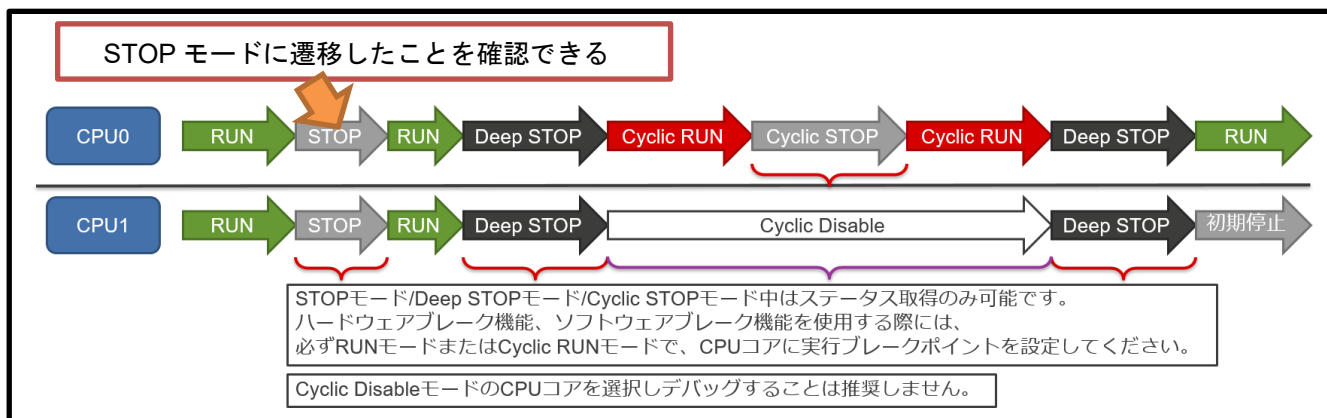 STOP モードに遷移したことを確認できる
CPU0 RUN STOP RUN Deep STOP Cyclic RUN Cyclic STOP Cyclic RUN Deep STOP RUN
CPU1 RUN STOP RUN Deep STOP Cyclic Disable Deep STOP 初期停止
STOPモード/Deep STOPモード/Cyclic STOPモード中はステータス取得のみ可能です。
ハードウェアブレーク機能、ソフトウェアブレーク機能を使用する際には、
必ずRUNモードまたはCyclic RUNモードで、CPUコアに実行ブレークポイントを設定してください。
Cyclic DisableモードのCPUコアを選択しデバッグすることは推奨しません。